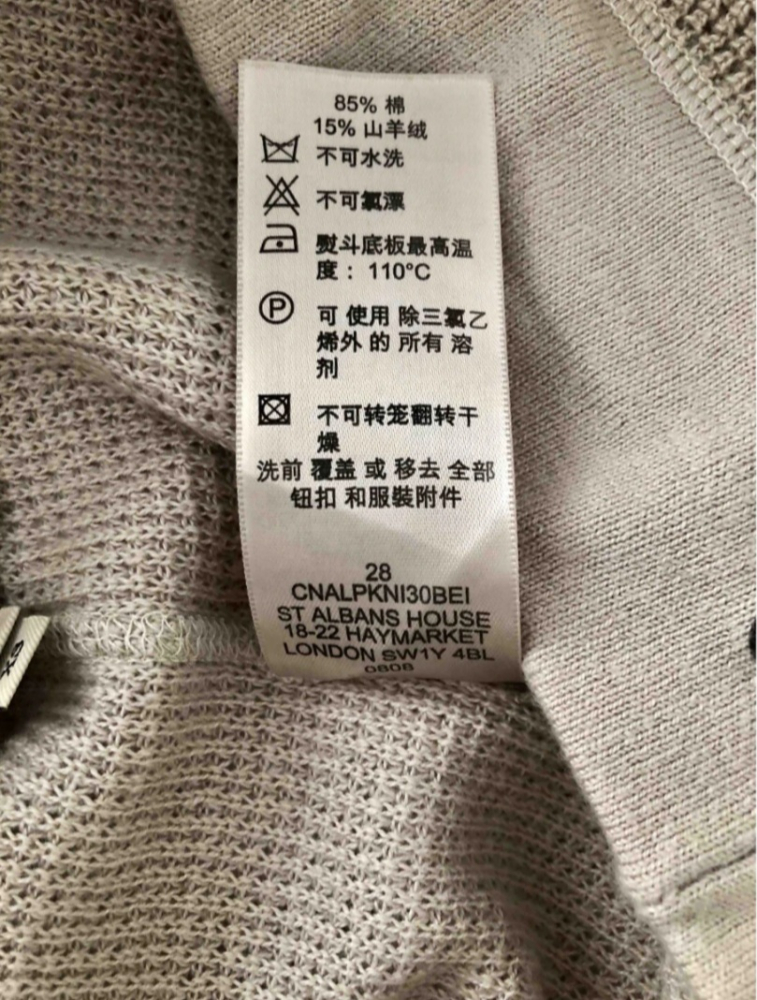 85% 棉
15% 山羊绒
不可水洗
不可氯漂
熨斗底板最高温
度： 110°C
P
可 使用 除三氯乙
烯外 的 所有 溶
剂
不可转笼翻转干
燥
洗前 覆盖 或 移去 全部
钮扣 和服裝附件
28
CNALPKNI30BEI
ST ALBANS HOUSE
18-22 HAYMARKET
LONDON SW1Y 4BL
0808